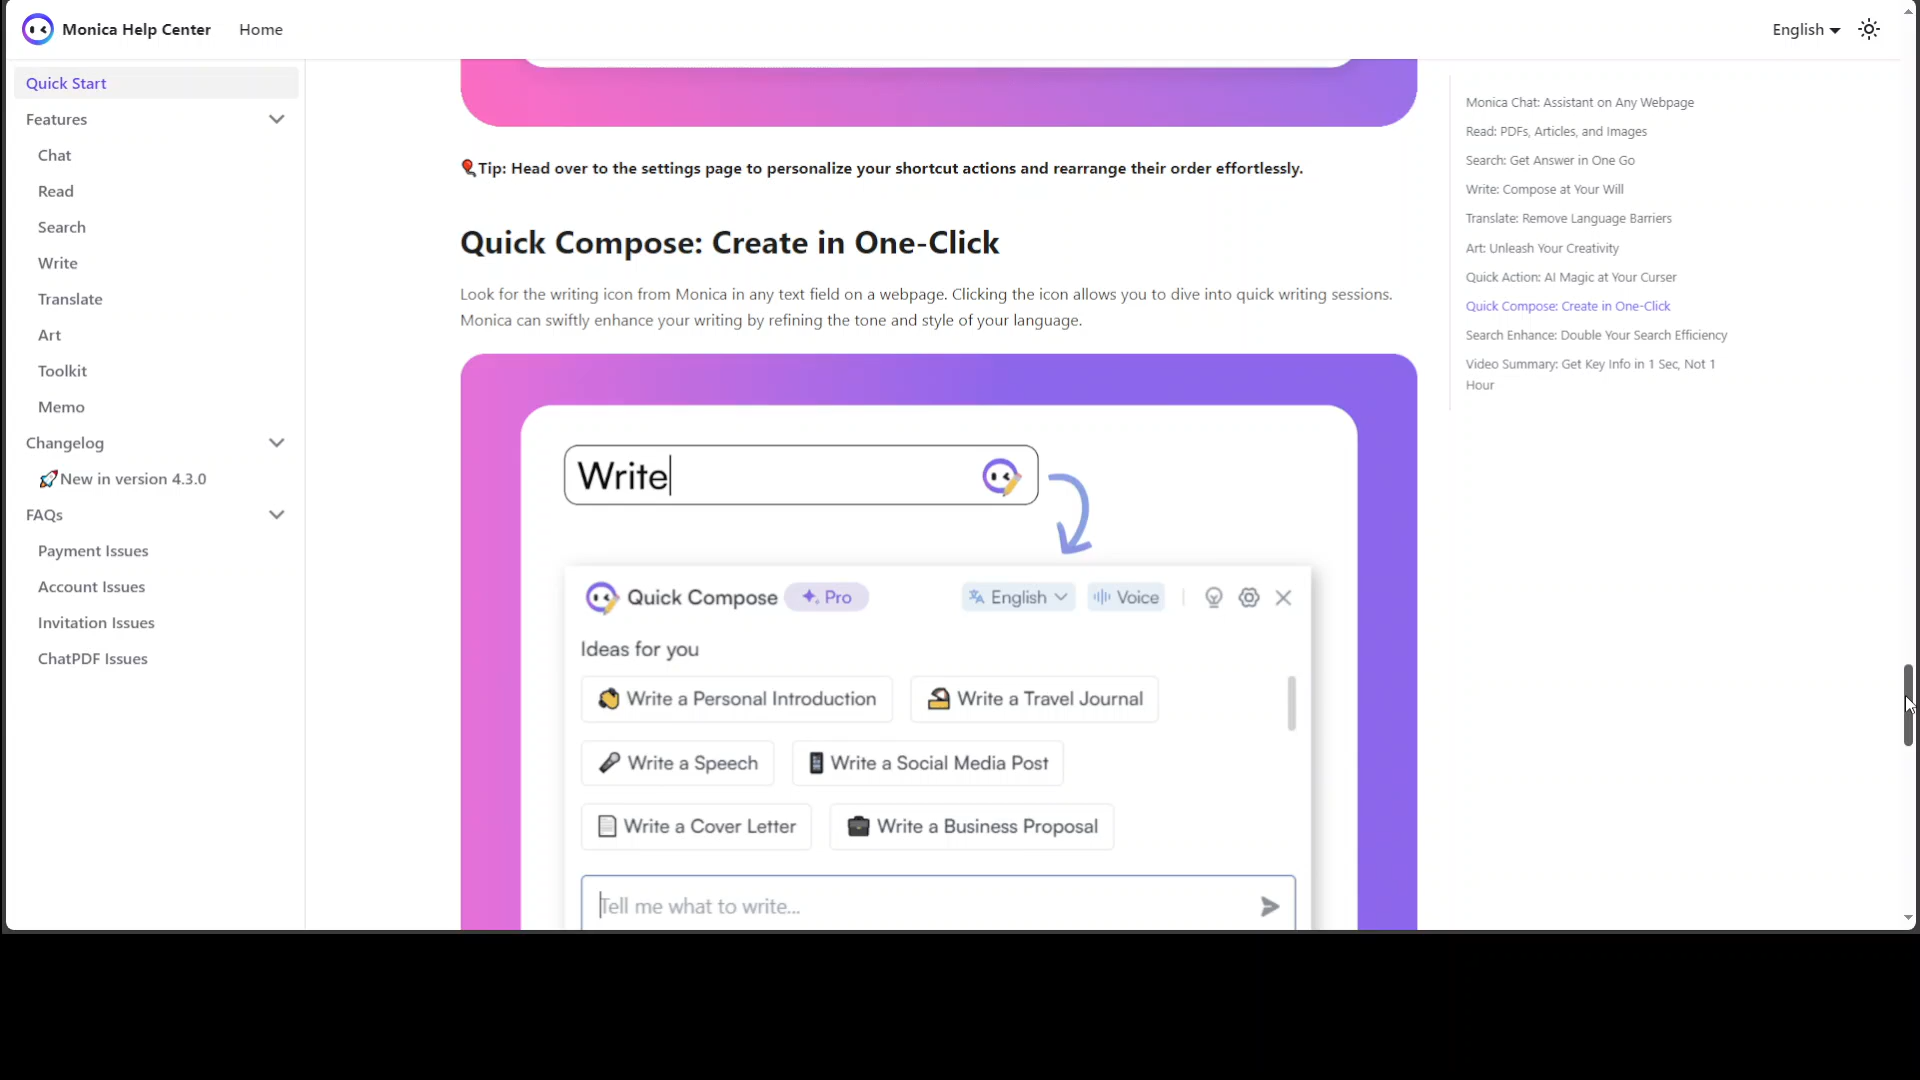 Monica Help Center
Home
English
Quick Start
Features
Chat
Read
Search
Write
Translate
Art
Toolkit
Memo
Changelog
🚀New in version 4.3.0
FAQs
Payment Issues
Account Issues
Invitation Issues
ChatPDF Issues
🎈Tip: Head over to the settings page to personalize your shortcut actions and rearrange their order effortlessly.
Quick Compose: Create in One-Click
Look for the writing icon from Monica in any text field on a webpage. Clicking the icon allows you to dive into quick writing sessions.
Monica can swiftly enhance your writing by refining the tone and style of your language.
Write
Quick Compose
Pro
English
Voice
Ideas for you
Write a Personal Introduction
Write a Travel Journal
Write a Speech
Write a Social Media Post
Write a Cover Letter
Write a Business Proposal
Tell me what to write...
Monica Chat: Assistant on Any Webpage
Read: PDFs, Articles, and Images
Search: Get Answer in One Go
Write: Compose at Your Will
Translate: Remove Language Barriers
Art: Unleash Your Creativity
Quick Action: AI Magic at Your Curser
Quick Compose: Create in One-Click
Search Enhance: Double Your Search Efficiency
Video Summary: Get Key Info in 1 Sec, Not 1
Hour